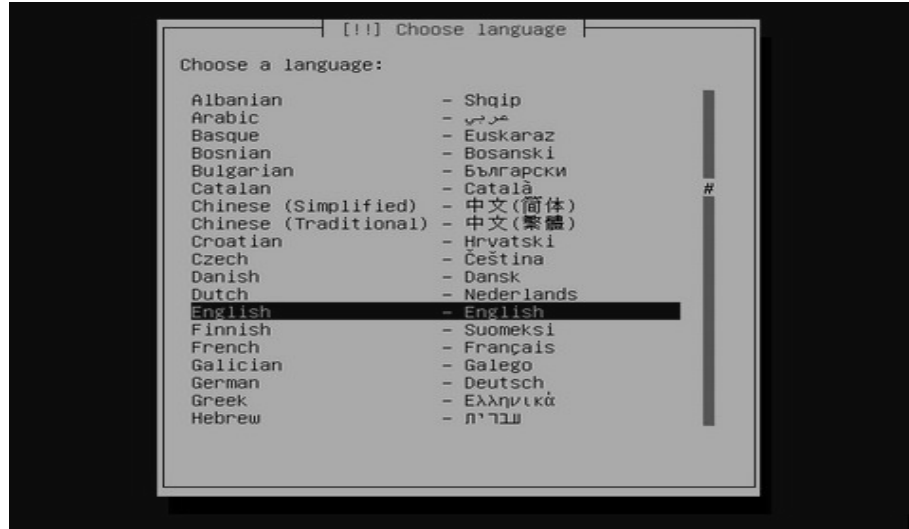 [!!] Choose language
Choose a language:
Albanian - Shqip
Arabic - عربي
Basque - Euskaraz
Bosnian - Bosanski
Bulgarian - Български
Catalan - Català
#
Chinese (Simplified) - 中文(简体)
Chinese (Traditional) - 中文(繁體)
Croatian - Hrvatski
Czech - Čeština
Danish - Dansk
Dutch - Nederlands
English - English
Finnish - Suomeksi
French - Français
Galician - Galego
German - Deutsch
Greek - Ελληνικά
Hebrew - עברית